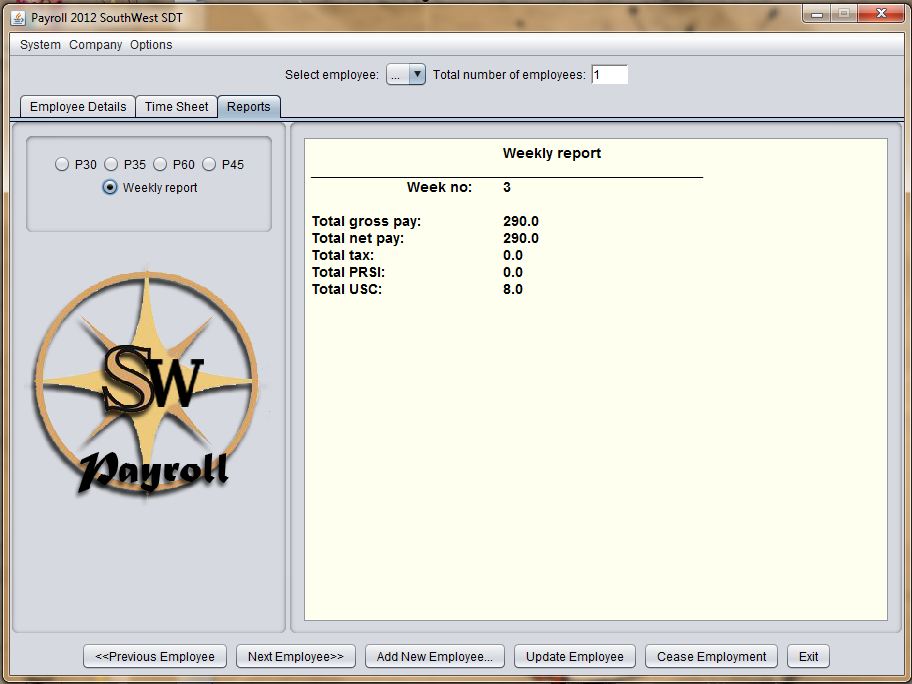 Payroll 2012 SouthWest SDT
System Company Options
Select employee: ... Total number of employees: 1
Employee Details Time Sheet Reports
P30 P35 P60 P45
Weekly report
Weekly report
Week no: 3
Total gross pay: 290.0
Total net pay: 290.0
Total tax: 0.0
Total PRSI: 0.0
Total USC: 8.0
SW
Payroll
<<Previous Employee Next Employee>> Add New Employee... Update Employee Cease Employment Exit